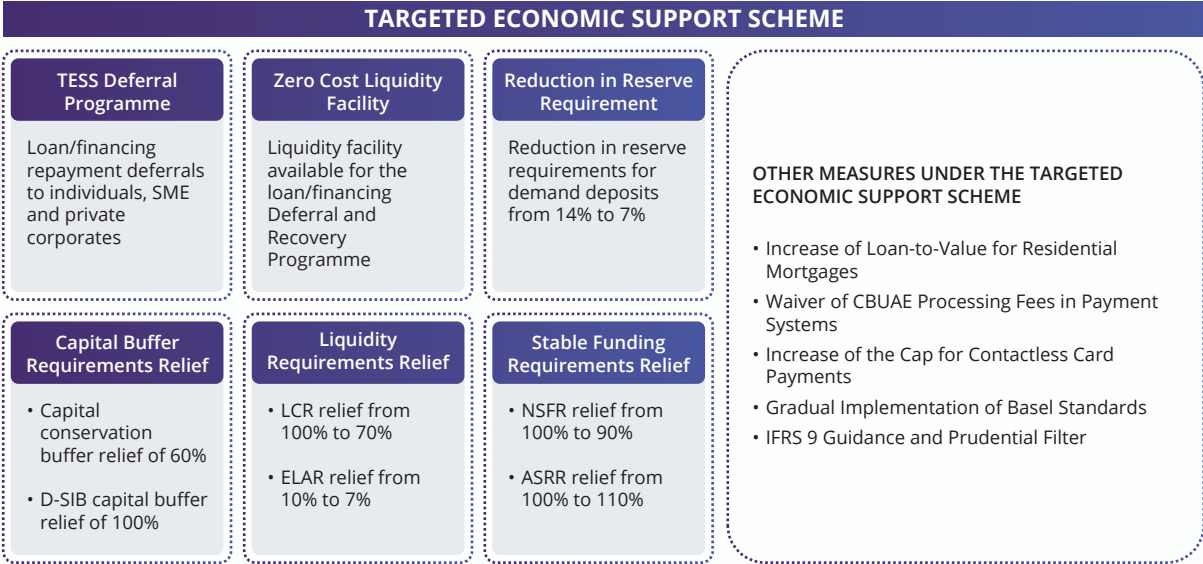 TARGETED ECONOMIC SUPPORT SCHEME
TESS Deferral
Programme
Loan/financing
repayment deferrals
to individuals, SME
and private
corporates
Zero Cost Liquidity
Facility
Liquidity facility
available for the
loan/financing
Deferral and
Recovery
Programme
Reduction in Reserve
Requirement
Reduction in reserve
requirements for
demand deposits
from 14% to 7%
Capital Buffer
Requirements Relief
• Capital
conservation
buffer relief of 60%
• D-SIB capital buffer
relief of 100%
Liquidity
Requirements Relief
• LCR relief from
100% to 70%
• ELAR relief from
10% to 7%
Stable Funding
Requirements Relief
• NSFR relief from
100% to 90%
• ASRR relief from
100% to 110%
OTHER MEASURES UNDER THE TARGETED
ECONOMIC SUPPORT SCHEME
• Increase of Loan-to-Value for Residential
Mortgages
• Waiver of CBUAE Processing Fees in Payment
Systems
• Increase of the Cap for Contactless Card
Payments
• Gradual Implementation of Basel Standards
• IFRS 9 Guidance and Prudential Filter